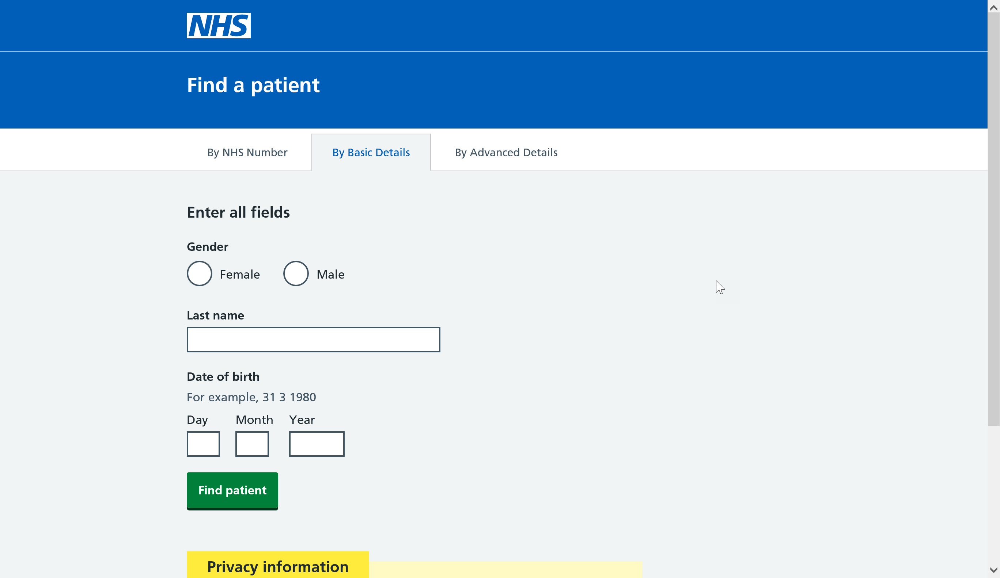 NHS
Find a patient
By NHS Number By Basic Details By Advanced Details
Enter all fields
Gender
Female Male
Last name
Date of birth
For example, 31 3 1980
Day Month Year
Find patient
Privacy information